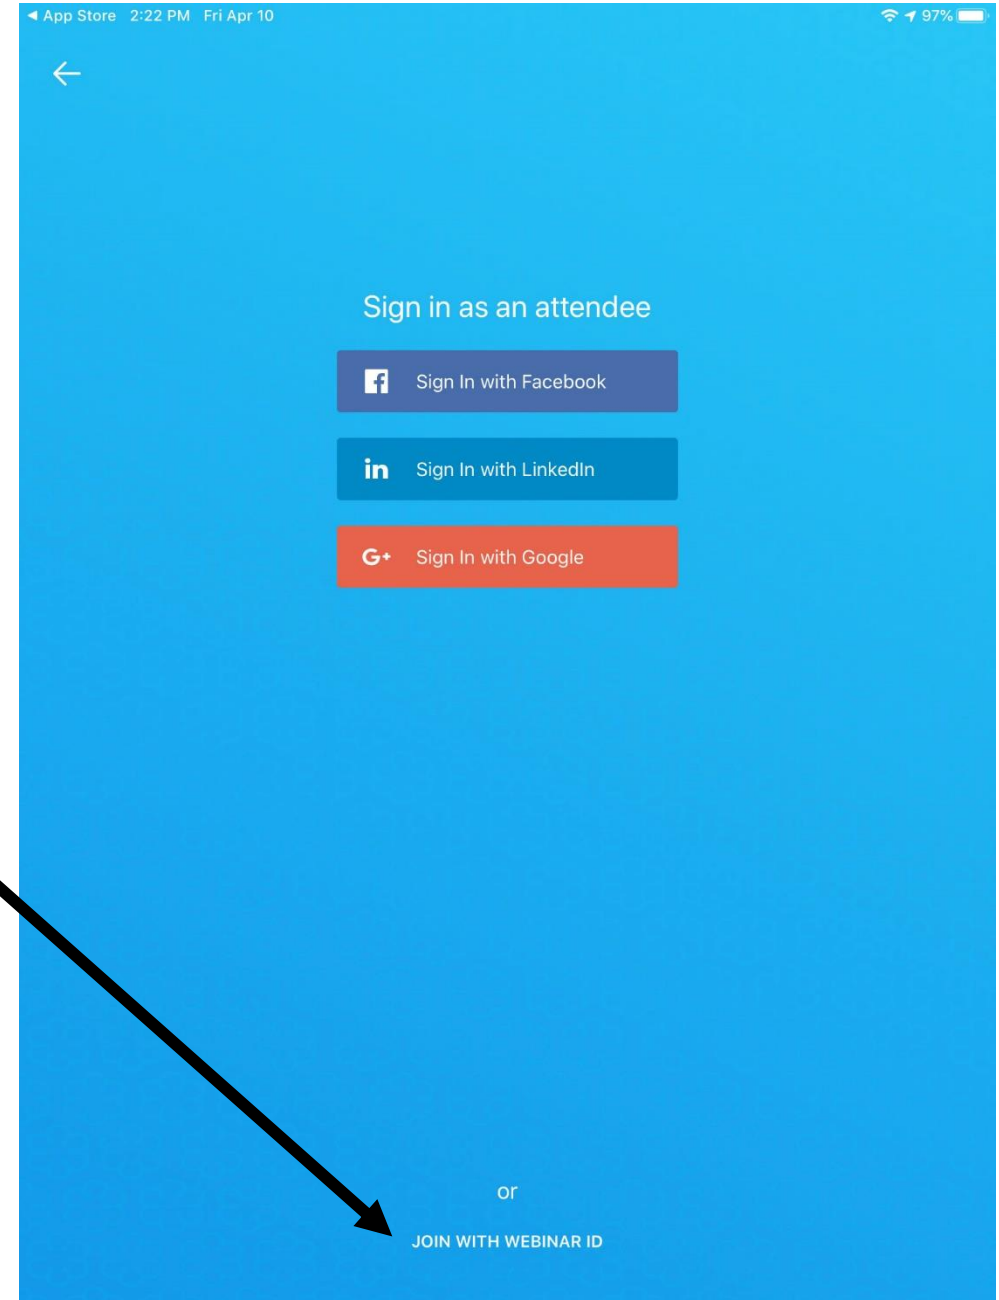 App Store 2:22 PM Fri Apr 10 97%
Sign in as an attendee
f Sign In with Facebook
in Sign In with LinkedIn
G+ Sign In with Google
or
JOIN WITH WEBINAR ID